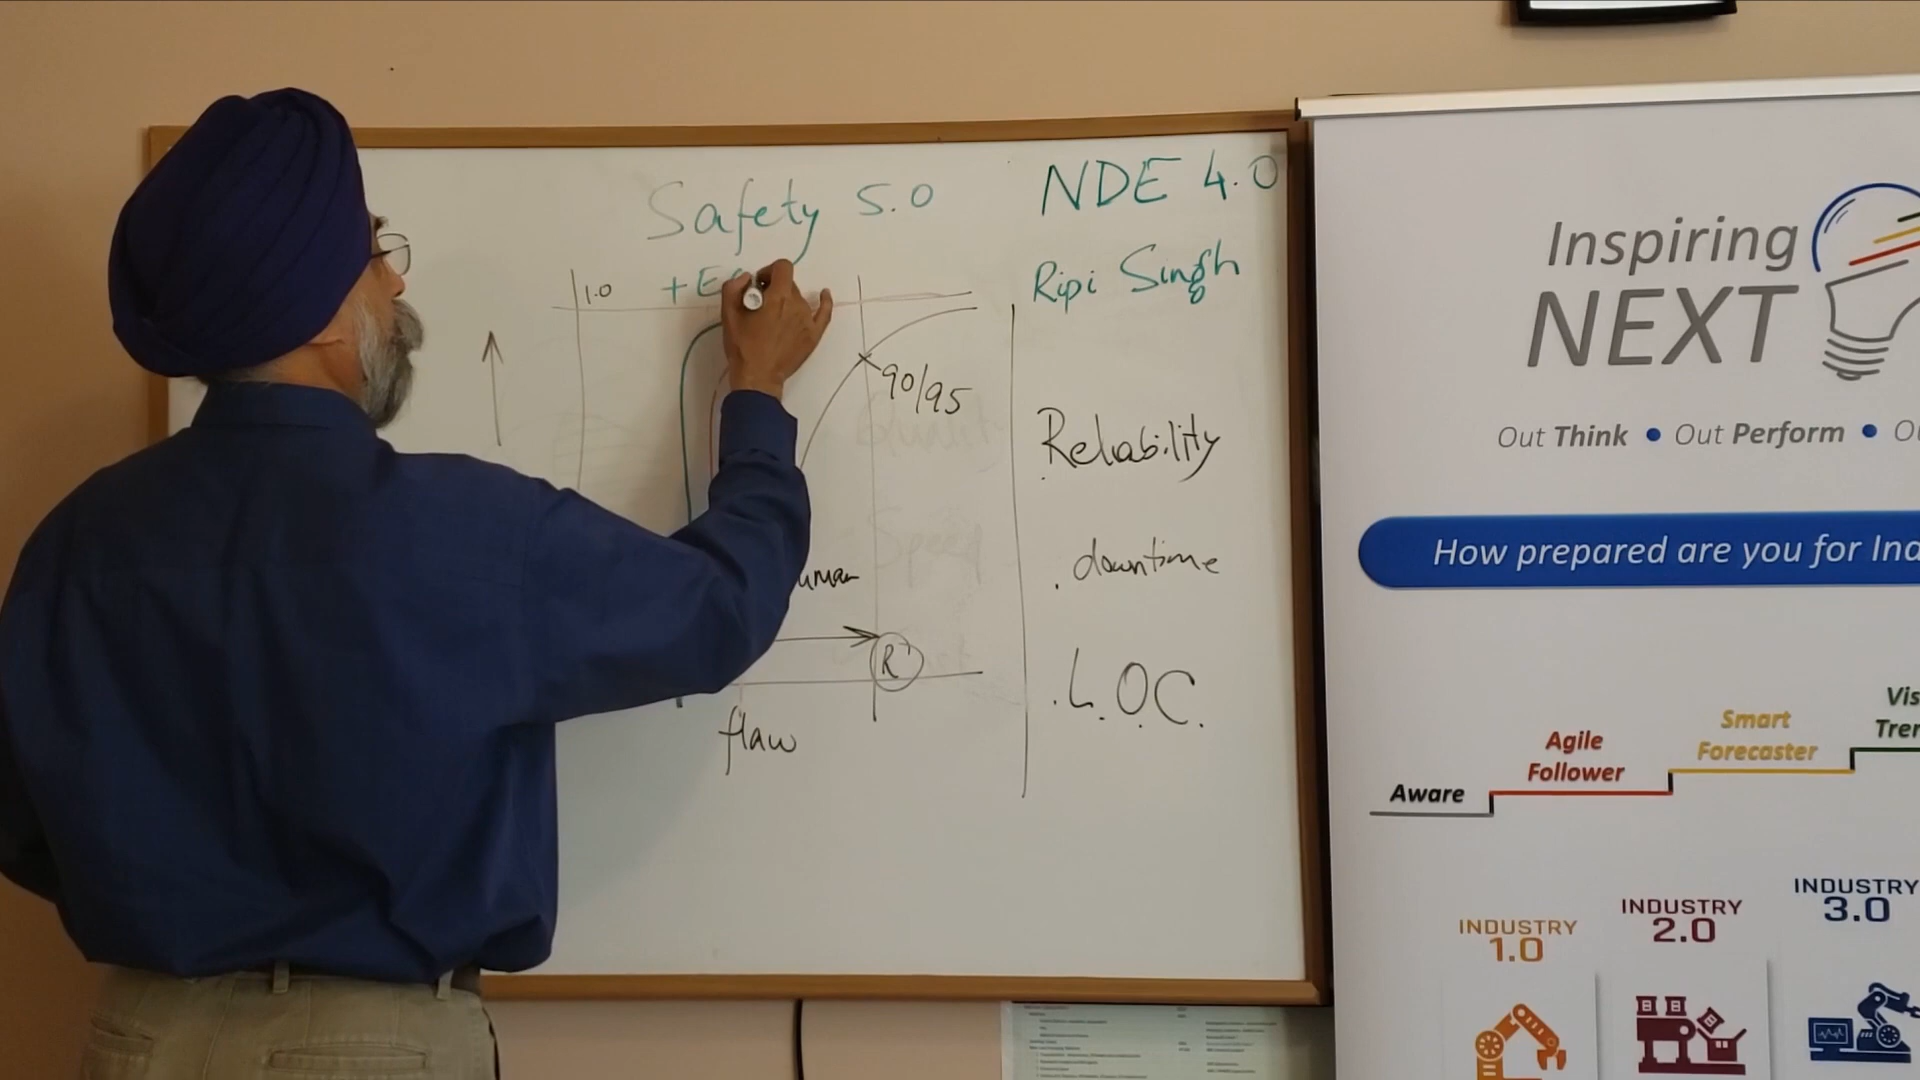 Safety 5.0
NDE 4.0
Ripi Singh
1.0
90/95
Reliability
. downtime
R
. L.O.C.
flaw
Inspiring
NEXT
Out Think • Out Perform •
How prepared are you for
Aware
Agile
Follower
Smart
Forecaster
INDUSTRY
1.0
INDUSTRY
2.0
INDUSTRY
3.0